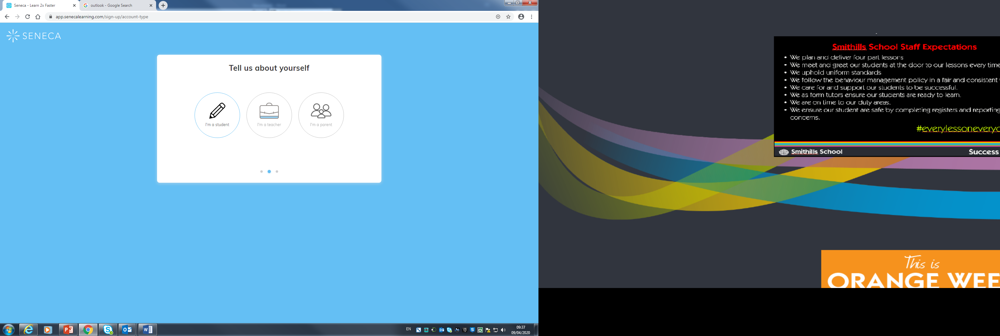 Seneca - Learn 2x Faster
outlook - Google Search
app.senecalearning.com/sign-up/account-type
SENECA
Tell us about yourself
I'm a student
I'm a teacher
I'm a parent
EN
09:37
09/04/2020
Smithills School Staff Expectations
• We plan and deliver four part lessons
• We meet and greet our students at the door to our lessons every time
• We uphold uniform standards
• We follow the behaviour management policy in a fair and consistent
• We care for and support our students to be successful.
• We as form tutors ensure our students are ready to learn.
• We are on time to our duty areas.
• We ensure our student are safe by completing registers and reporting
concerns.
#everylessoneveryd
Smithills School
Success
This is
ORANGE WEE